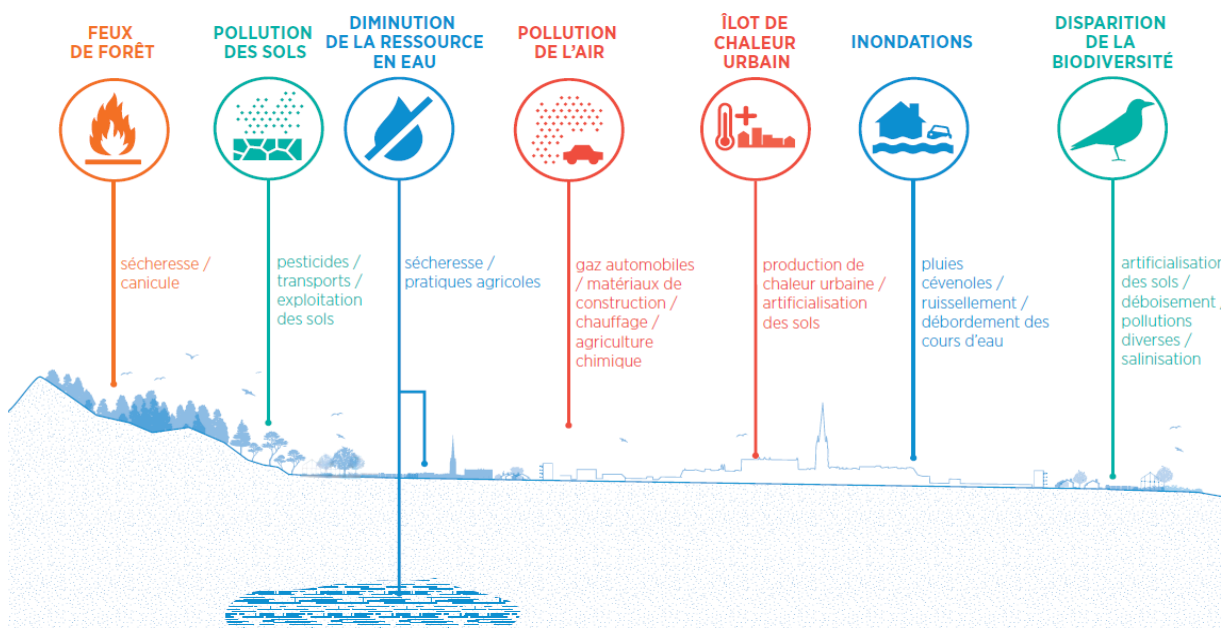 FEUX
DE FORÊT
sécheresse /
canicule
POLLUTION
DES SOLS
pesticides /
transports /
exploitation
des sols
DIMINUTION
DE LA RESSOURCE
EN EAU
sécheresse /
pratiques agricoles
POLLUTION
DE L'AIR
gaz automobiles
/ matériaux de
construction /
chauffage /
agriculture
chimique
ÎLOT DE
CHALEUR
URBAIN
production de
chaleur urbaine /
artificialisation
des sols
INONDATIONS
pluies
cévenoles /
ruissellement /
débordement des
cours d'eau
DISPARITION
DE LA
BIODIVERSITÉ
artificialisation
des sols /
déboisement /
pollutions
diverses /
salinisation